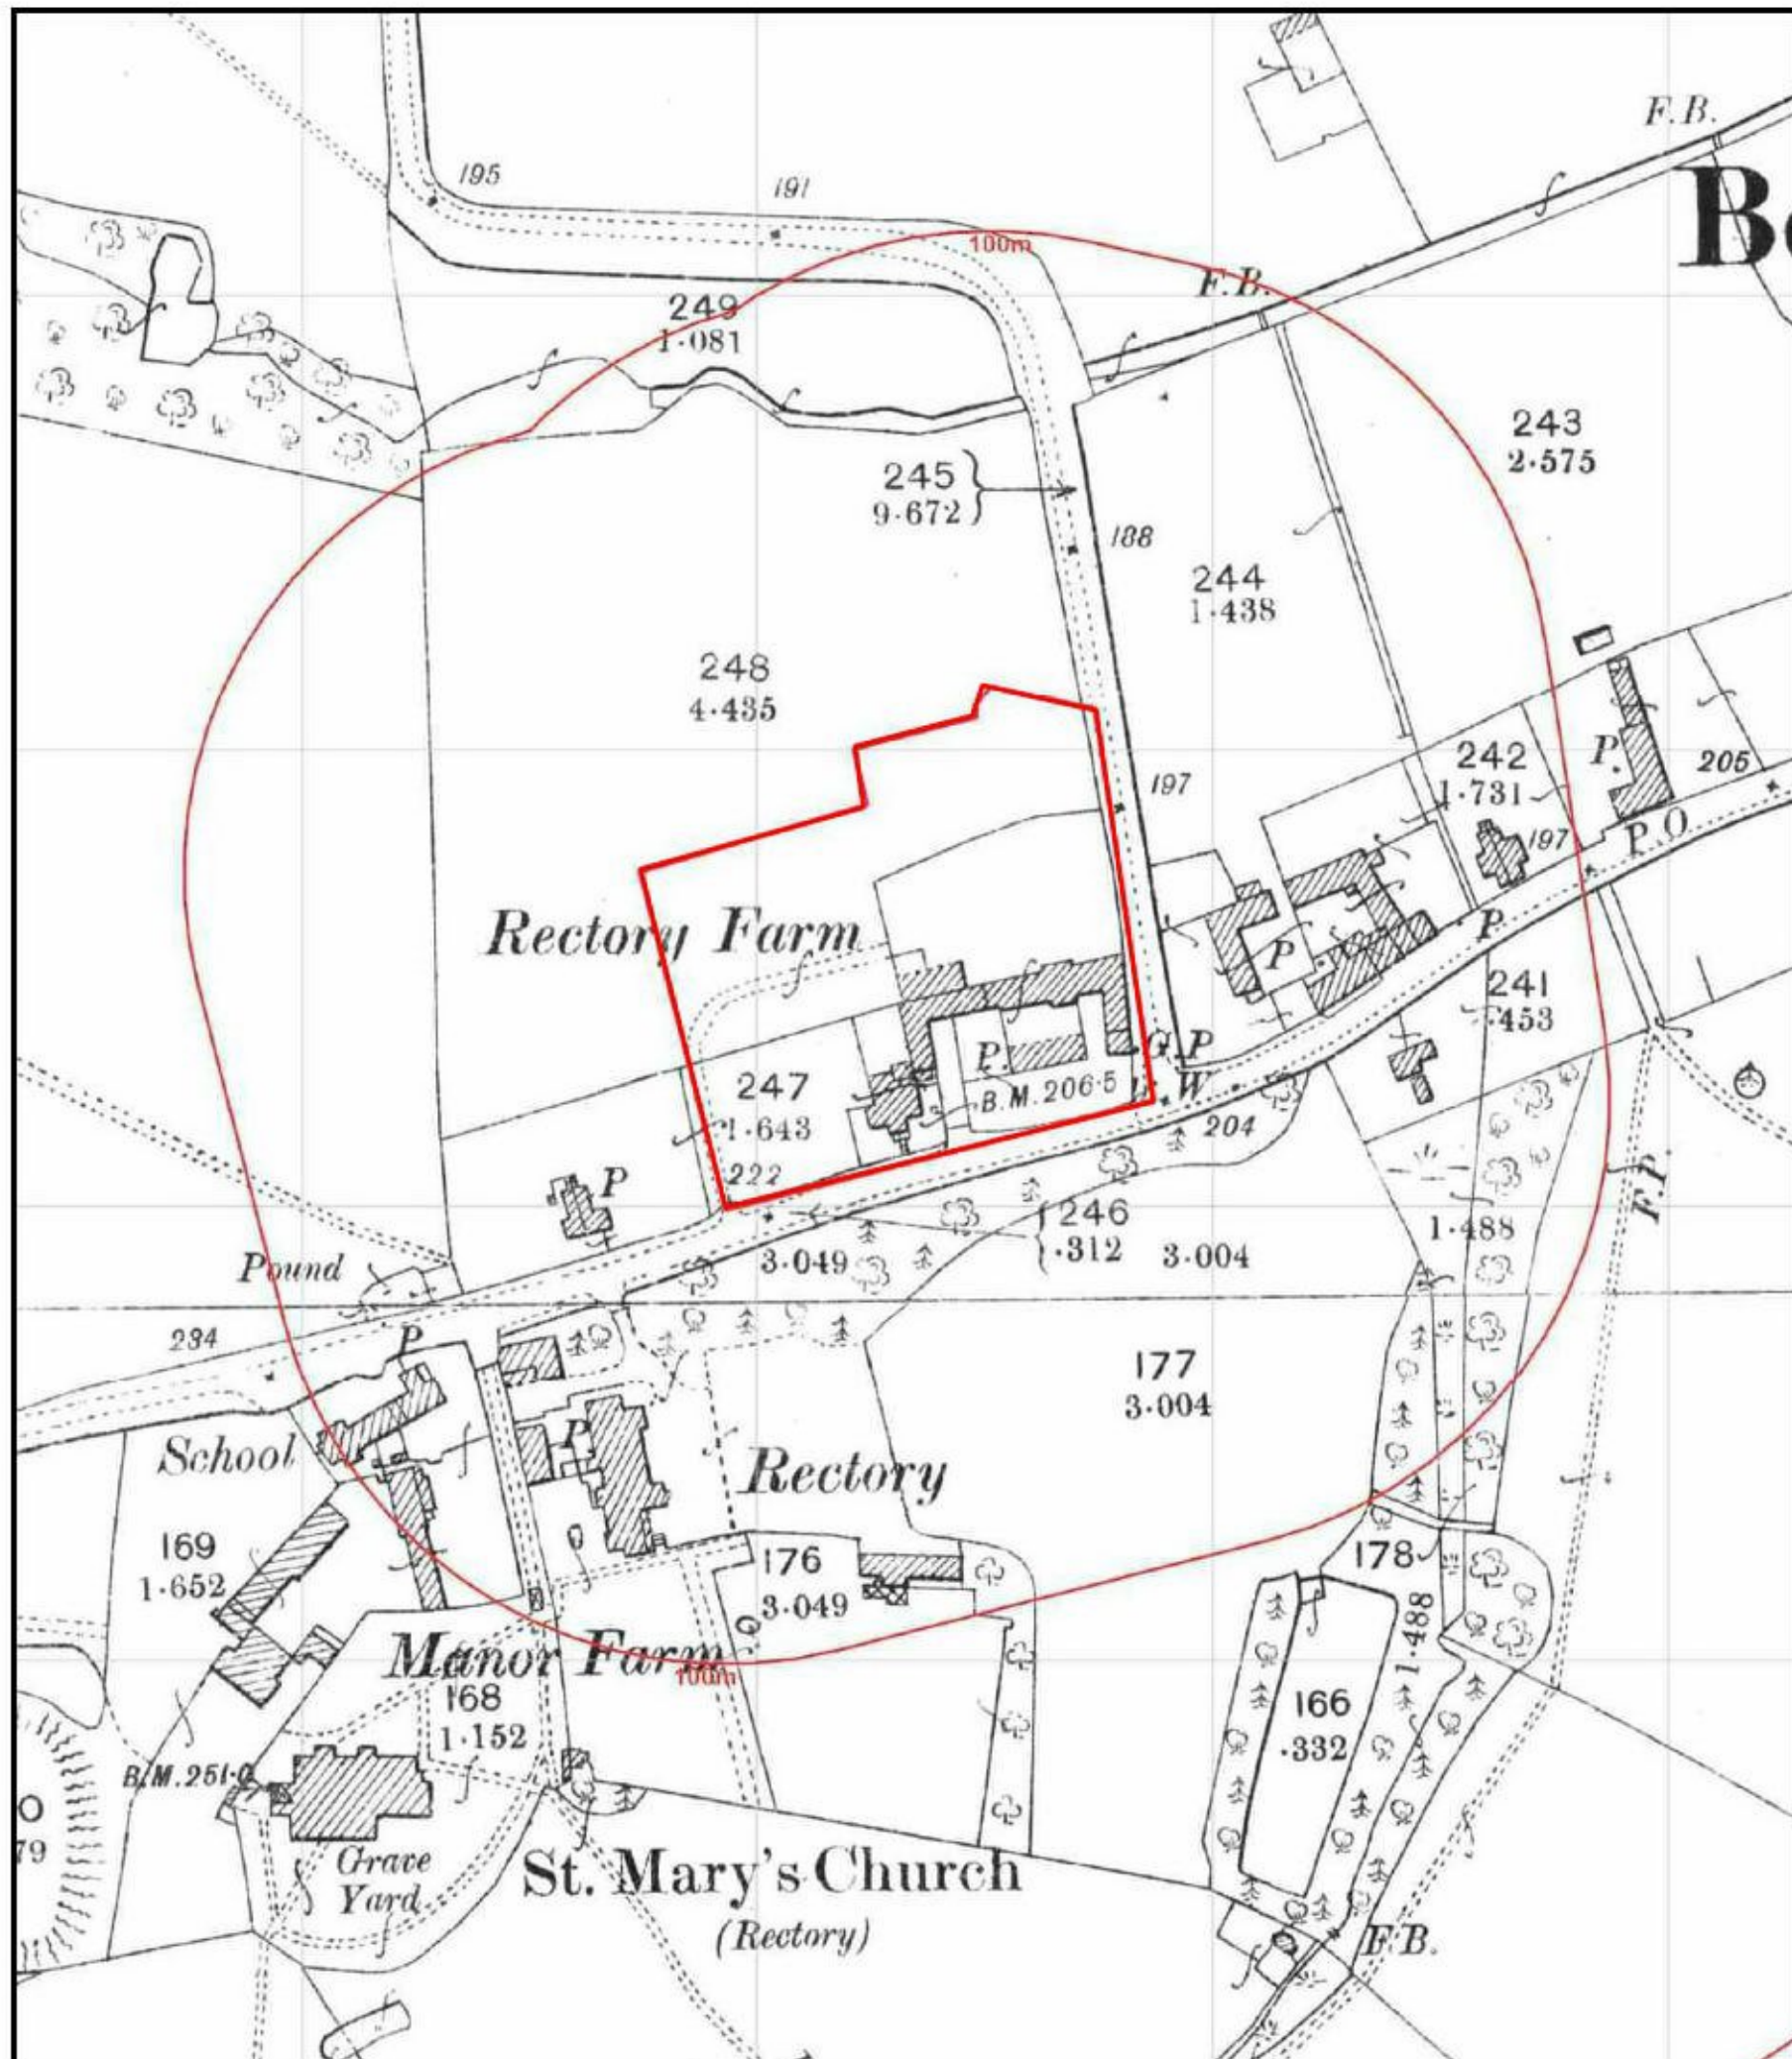 F.B.
B
195
191
100m
F.B.
249
1·081
243
2·575
245
9·672
188
244
1·438
248
4·435
242
1·731
P.
205
197
197
P.O.
Rectory Farm
P
P
241
·453
P.
G.P
W
B.M.206·5
247
1·643
204
222
P
F.P.
246
·312
3·049
3·004
1·488
Pound
234
P
177
3·004
School
P.
Rectory
169
1·652
176
3·049
178
Manor Farm
100m
1·488
168
1·152
166
·332
B.M.251·0
79
Grave
Yard
St. Mary's Church
(Rectory)
F.B.